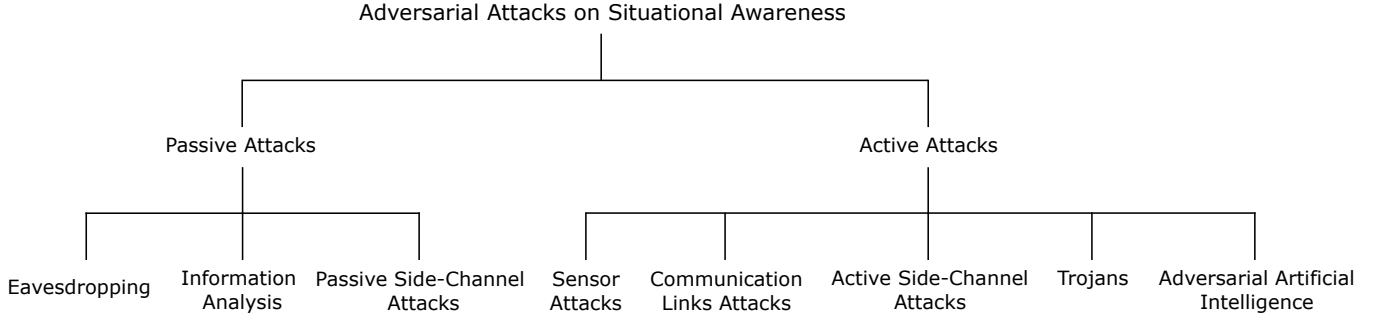 Adversarial Attacks on Situational Awareness
Passive Attacks
Active Attacks
Eavesdropping
Information
Analysis
Passive Side-Channel
Attacks
Sensor
Attacks
Communication
Links Attacks
Active Side-Channel
Attacks
Trojans
Adversarial Artificial
Intelligence